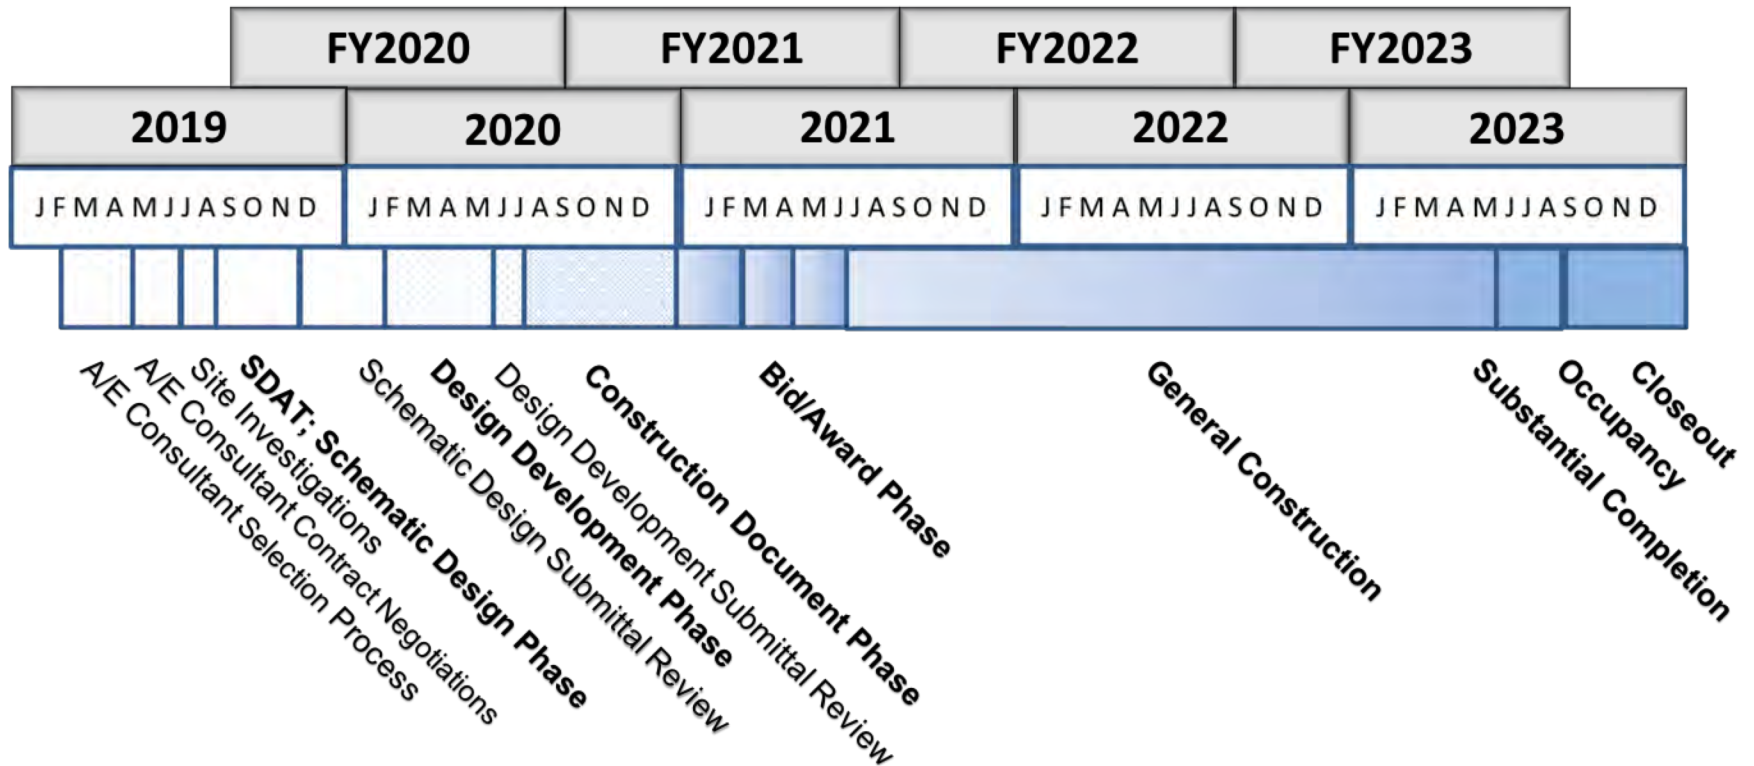 FY2020 FY2021 FY2022 FY2023
2019 2020 2021 2022 2023
J F M A M J J A S O N D J F M A M J J A S O N D J F M A M J J A S O N D J F M A M J J A S O N D J F M A M J J A S O N D
A/E Consultant Selection Process
A/E Consultant Contract Negotiations
Site Investigations
SDAT; Schematic Design Phase
Schematic Design Submittal Review
Design Development Phase
Design Development Submittal Review
Construction Document Phase
Bid/Award Phase
General Construction
Substantial Completion
Occupancy
Closeout